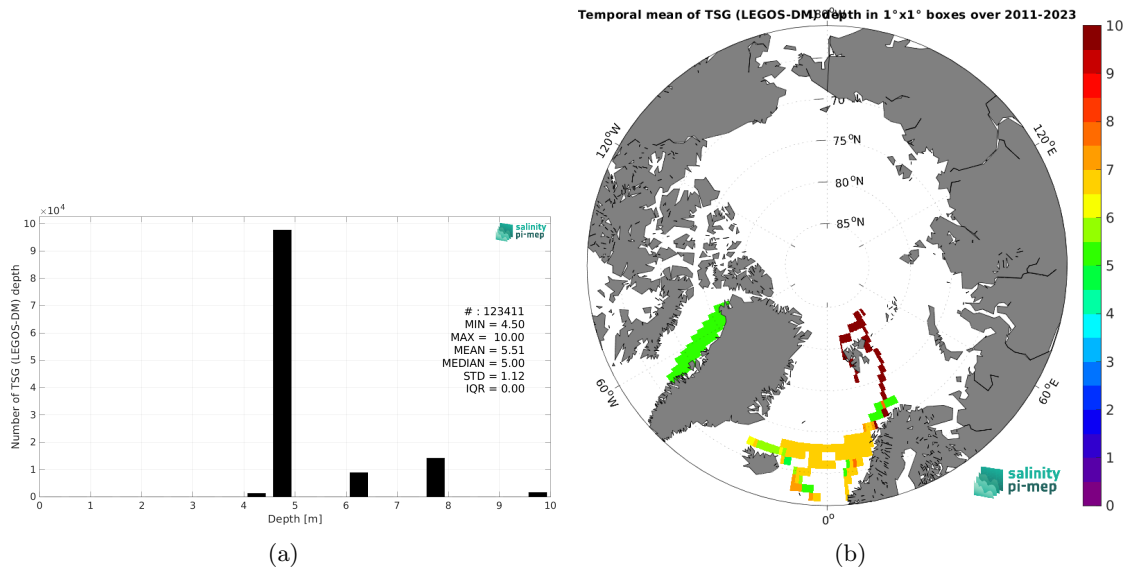 ×10⁴
10
9
8
7
6
5
4
3
2
1
0
Number of TSG (LEGOS-DM) depth
salinity
pi-mep
# : 123411
MIN = 4.50
MAX = 10.00
MEAN = 5.51
MEDIAN = 5.00
STD = 1.12
IQR = 0.00
0 1 2 3 4 5 6 7 8 9 10
Depth [m]
(a)
Temporal mean of TSG (LEGOS-DM) depth in 1°x1° boxes over 2011-2023
180°W
120°W
120°E
70°N
75°N
80°N
85°N
60°W
60°E
0°
salinity
pi-mep
10
9
8
7
6
5
4
3
2
1
0
(b)